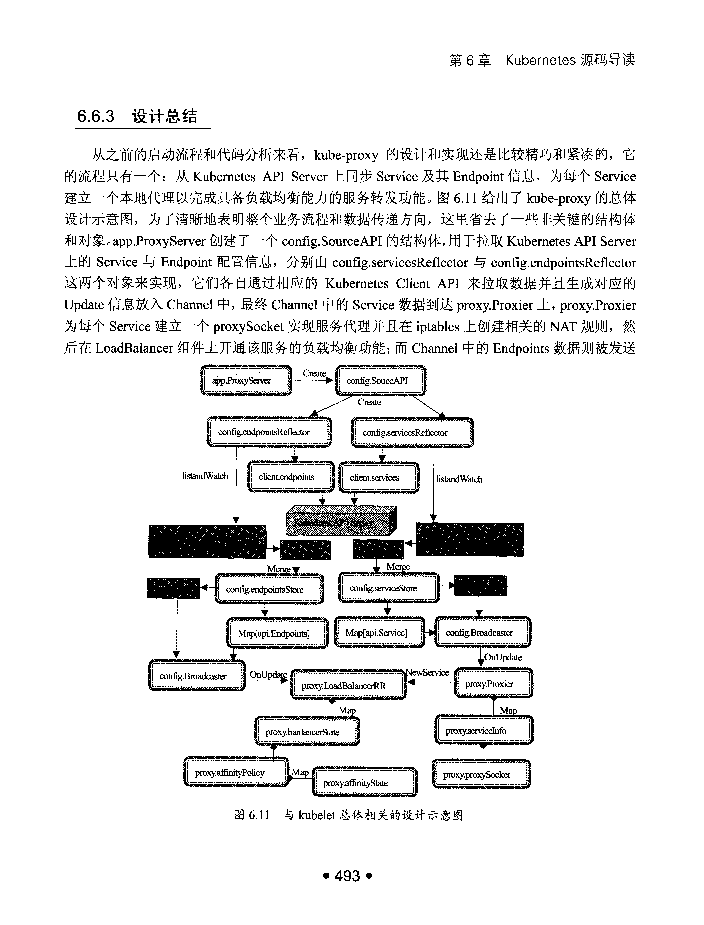 第 6 章 Kubernetes 源码导读
6.6.3 设计总结
从之前的启动流程和代码分析来看，kube-proxy 的设计和实现还是比较精巧和紧凑的，它
的流程只有一个：从 Kubernetes API Server 上同步 Service 及其 Endpoint 信息，为每个 Service
建立一个本地代理以完成具备负载均衡能力的服务转发功能。图 6.11 给出了 kube-proxy 的总体
设计示意图，为了清晰地表明整个业务流程和数据传递方向，这里省去了一些非关键的结构体
和对象。app.ProxyServer 创建了一个 config.SourceAPI 的结构体，用于拉取 Kubernetes API Server
上的 Service 与 Endpoint 配置信息，分别由 config.servicesReflector 与 config.endpointsReflector
这两个对象来实现，它们各自通过相应的 Kubernetes Client API 来拉取数据并且生成对应的
Update 信息放入 Channel 中，最终 Channel 中的 Service 数据到达 proxy.Proxier 上，proxy.Proxier
为每个 Service 建立一个 proxySocket 实现服务代理并且在 iptables 上创建相关的 NAT 规则，然
后在 LoadBalancer 组件上开通该服务的负载均衡功能；而 Channel 中的 Endpoints 数据则被发送
app.ProxyServer
Create
config.SouceAPI
Create
config.endpointsReflector
config.servicesReflector
listandWatch
client.endpoints
client.services
listandWatch
Merge
Merge
config.endpointsStore
config.serviceStore
Map[api.Endpoints]
Map[api.Service]
config.Broadcaster
OnUpdate
config.Broadcaster
OnUpdate
proxy.LoadBalancerRR
NewService
proxy.Proxier
Map
Map
proxy.serviceInfo
proxy.affinityPolicy
Map
proxy.affinityState
proxy.proxySocket
图 6.11 与 kubelet 总体相关的设计示意图
• 493 •